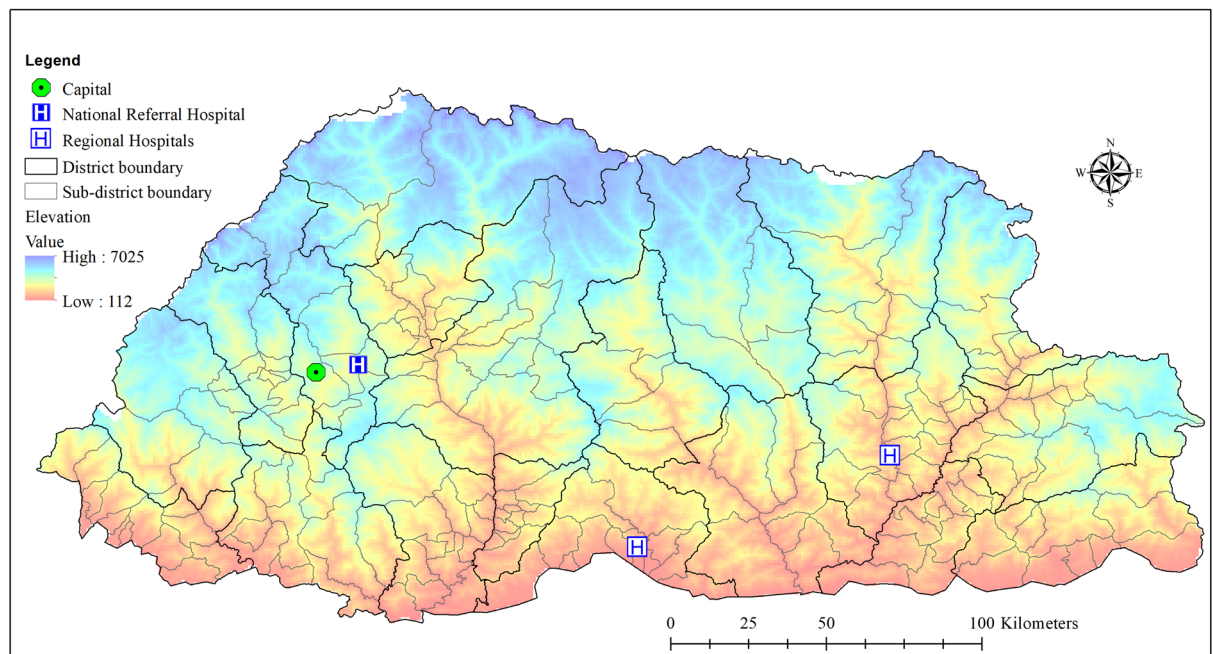 Legend
Capital
National Referral Hospital
H
Regional Hospitals
H
District boundary
Sub-district boundary
Elevation
Value
High : 7025
Low : 112
N
W E
S
H
H
H
0 25 50 100 Kilometers